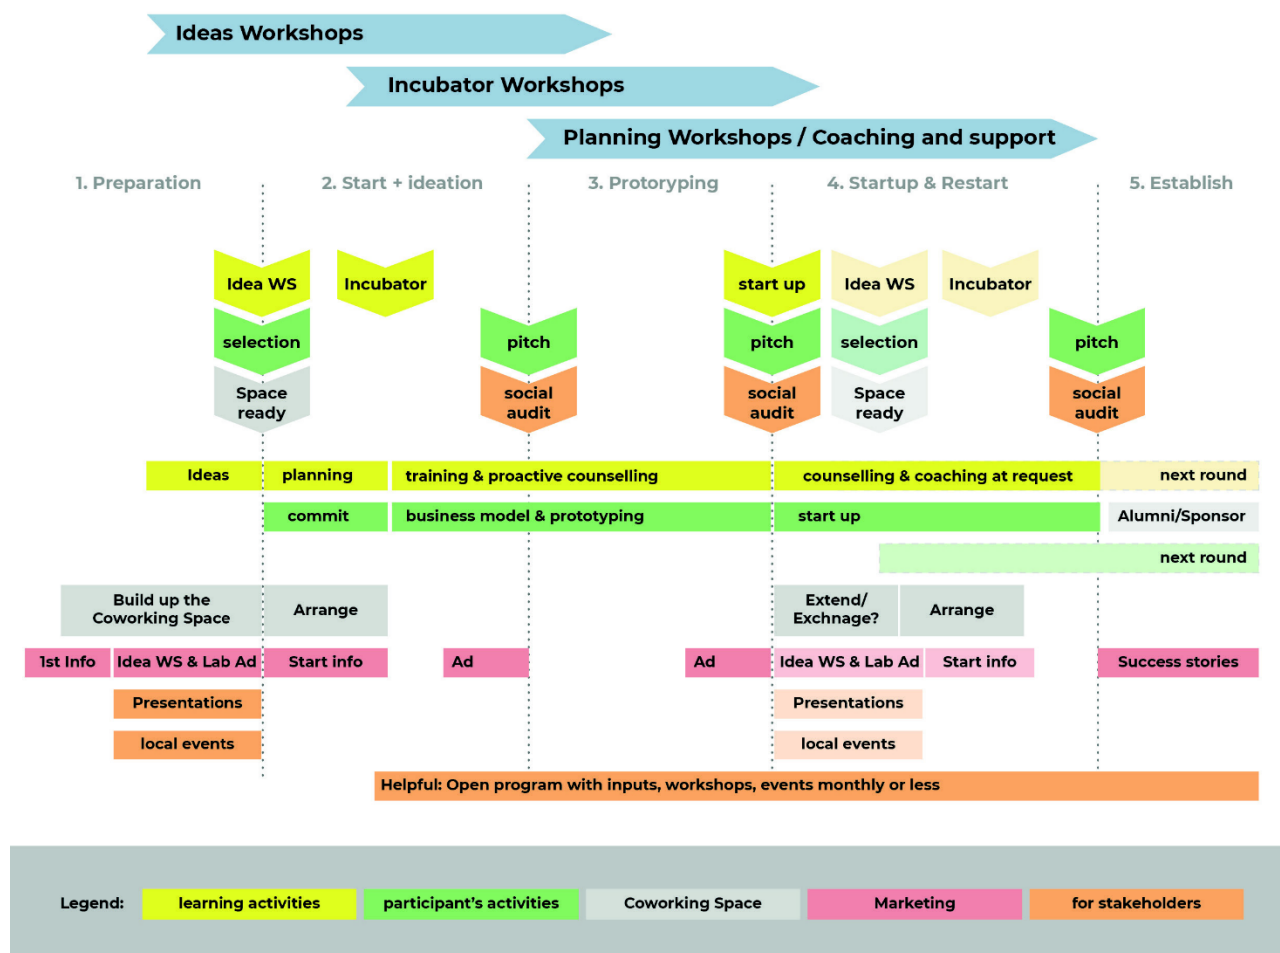 Ideas Workshops
Incubator Workshops
Planning Workshops / Coaching and support
1. Preparation
2. Start + ideation
3. Protoryping
4. Startup & Restart
5. Establish
Idea WS
Incubator
start up
Idea WS
Incubator
selection
pitch
pitch
selection
pitch
Space
ready
social
audit
social
audit
Space
ready
social
audit
Ideas
planning
training & proactive counselling
counselling & coaching at request
next round
commit
business model & prototyping
start up
Alumni/Sponsor
next round
Build up the
Coworking Space
Arrange
Extend/
Exchnage?
Arrange
1st Info
Idea WS & Lab Ad
Start info
Ad
Ad
Idea WS & Lab Ad
Start info
Success stories
Presentations
Presentations
local events
local events
Helpful: Open program with inputs, workshops, events monthly or less
Legend:
learning activities
participant's activities
Coworking Space
Marketing
for stakeholders